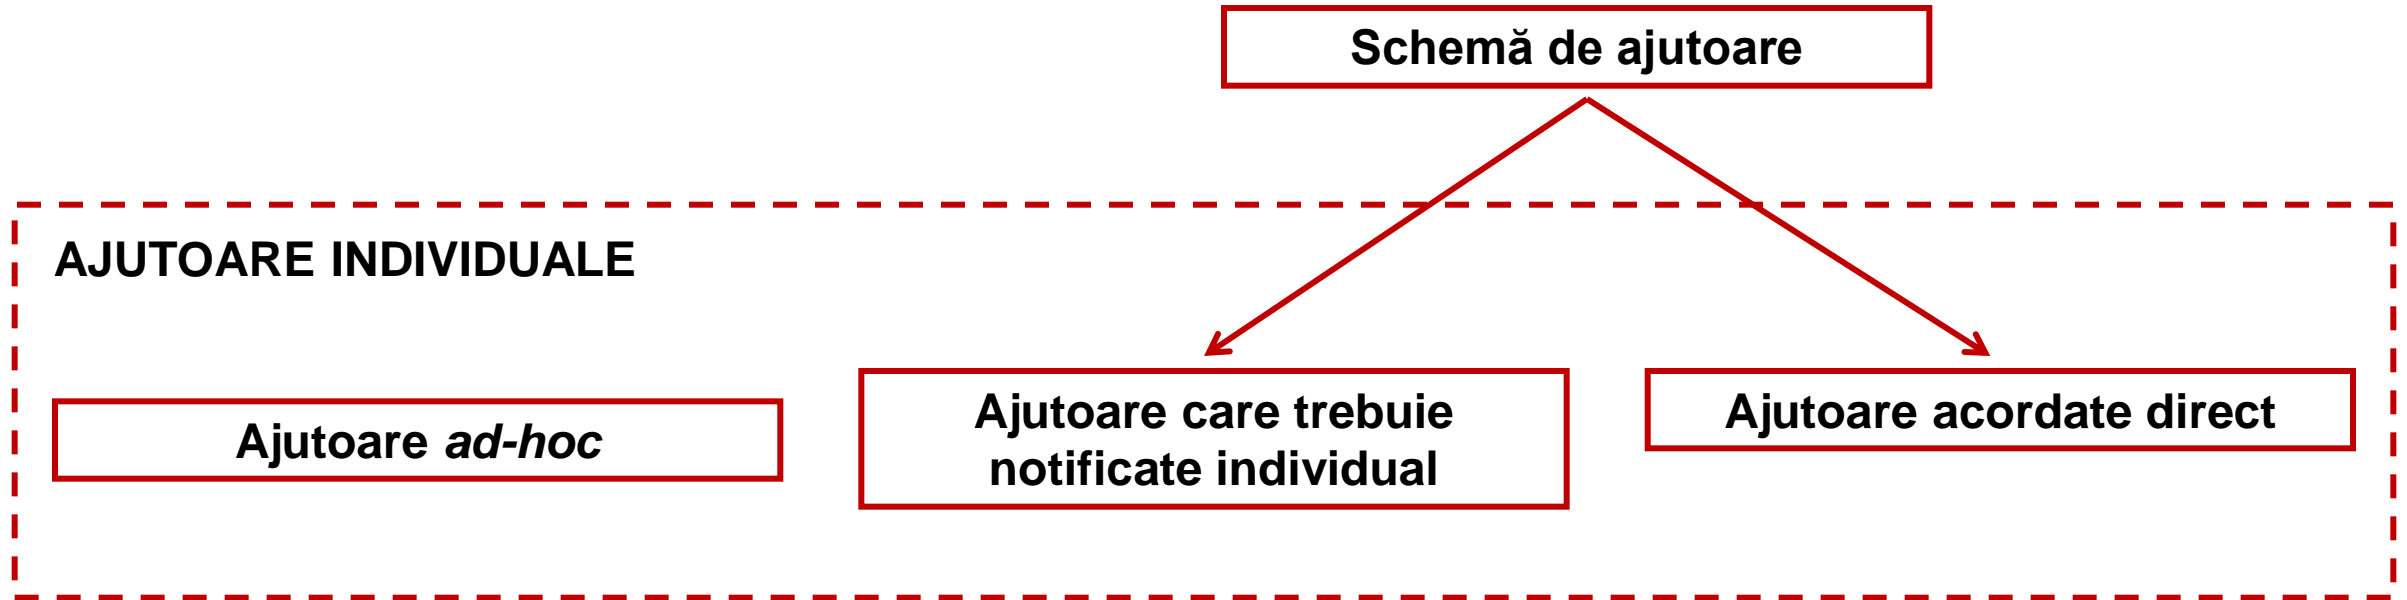 Schemă de ajutoare
AJUTOARE INDIVIDUALE
Ajutoare ad-hoc
Ajutoare care trebuie
notificate individual
Ajutoare acordate direct